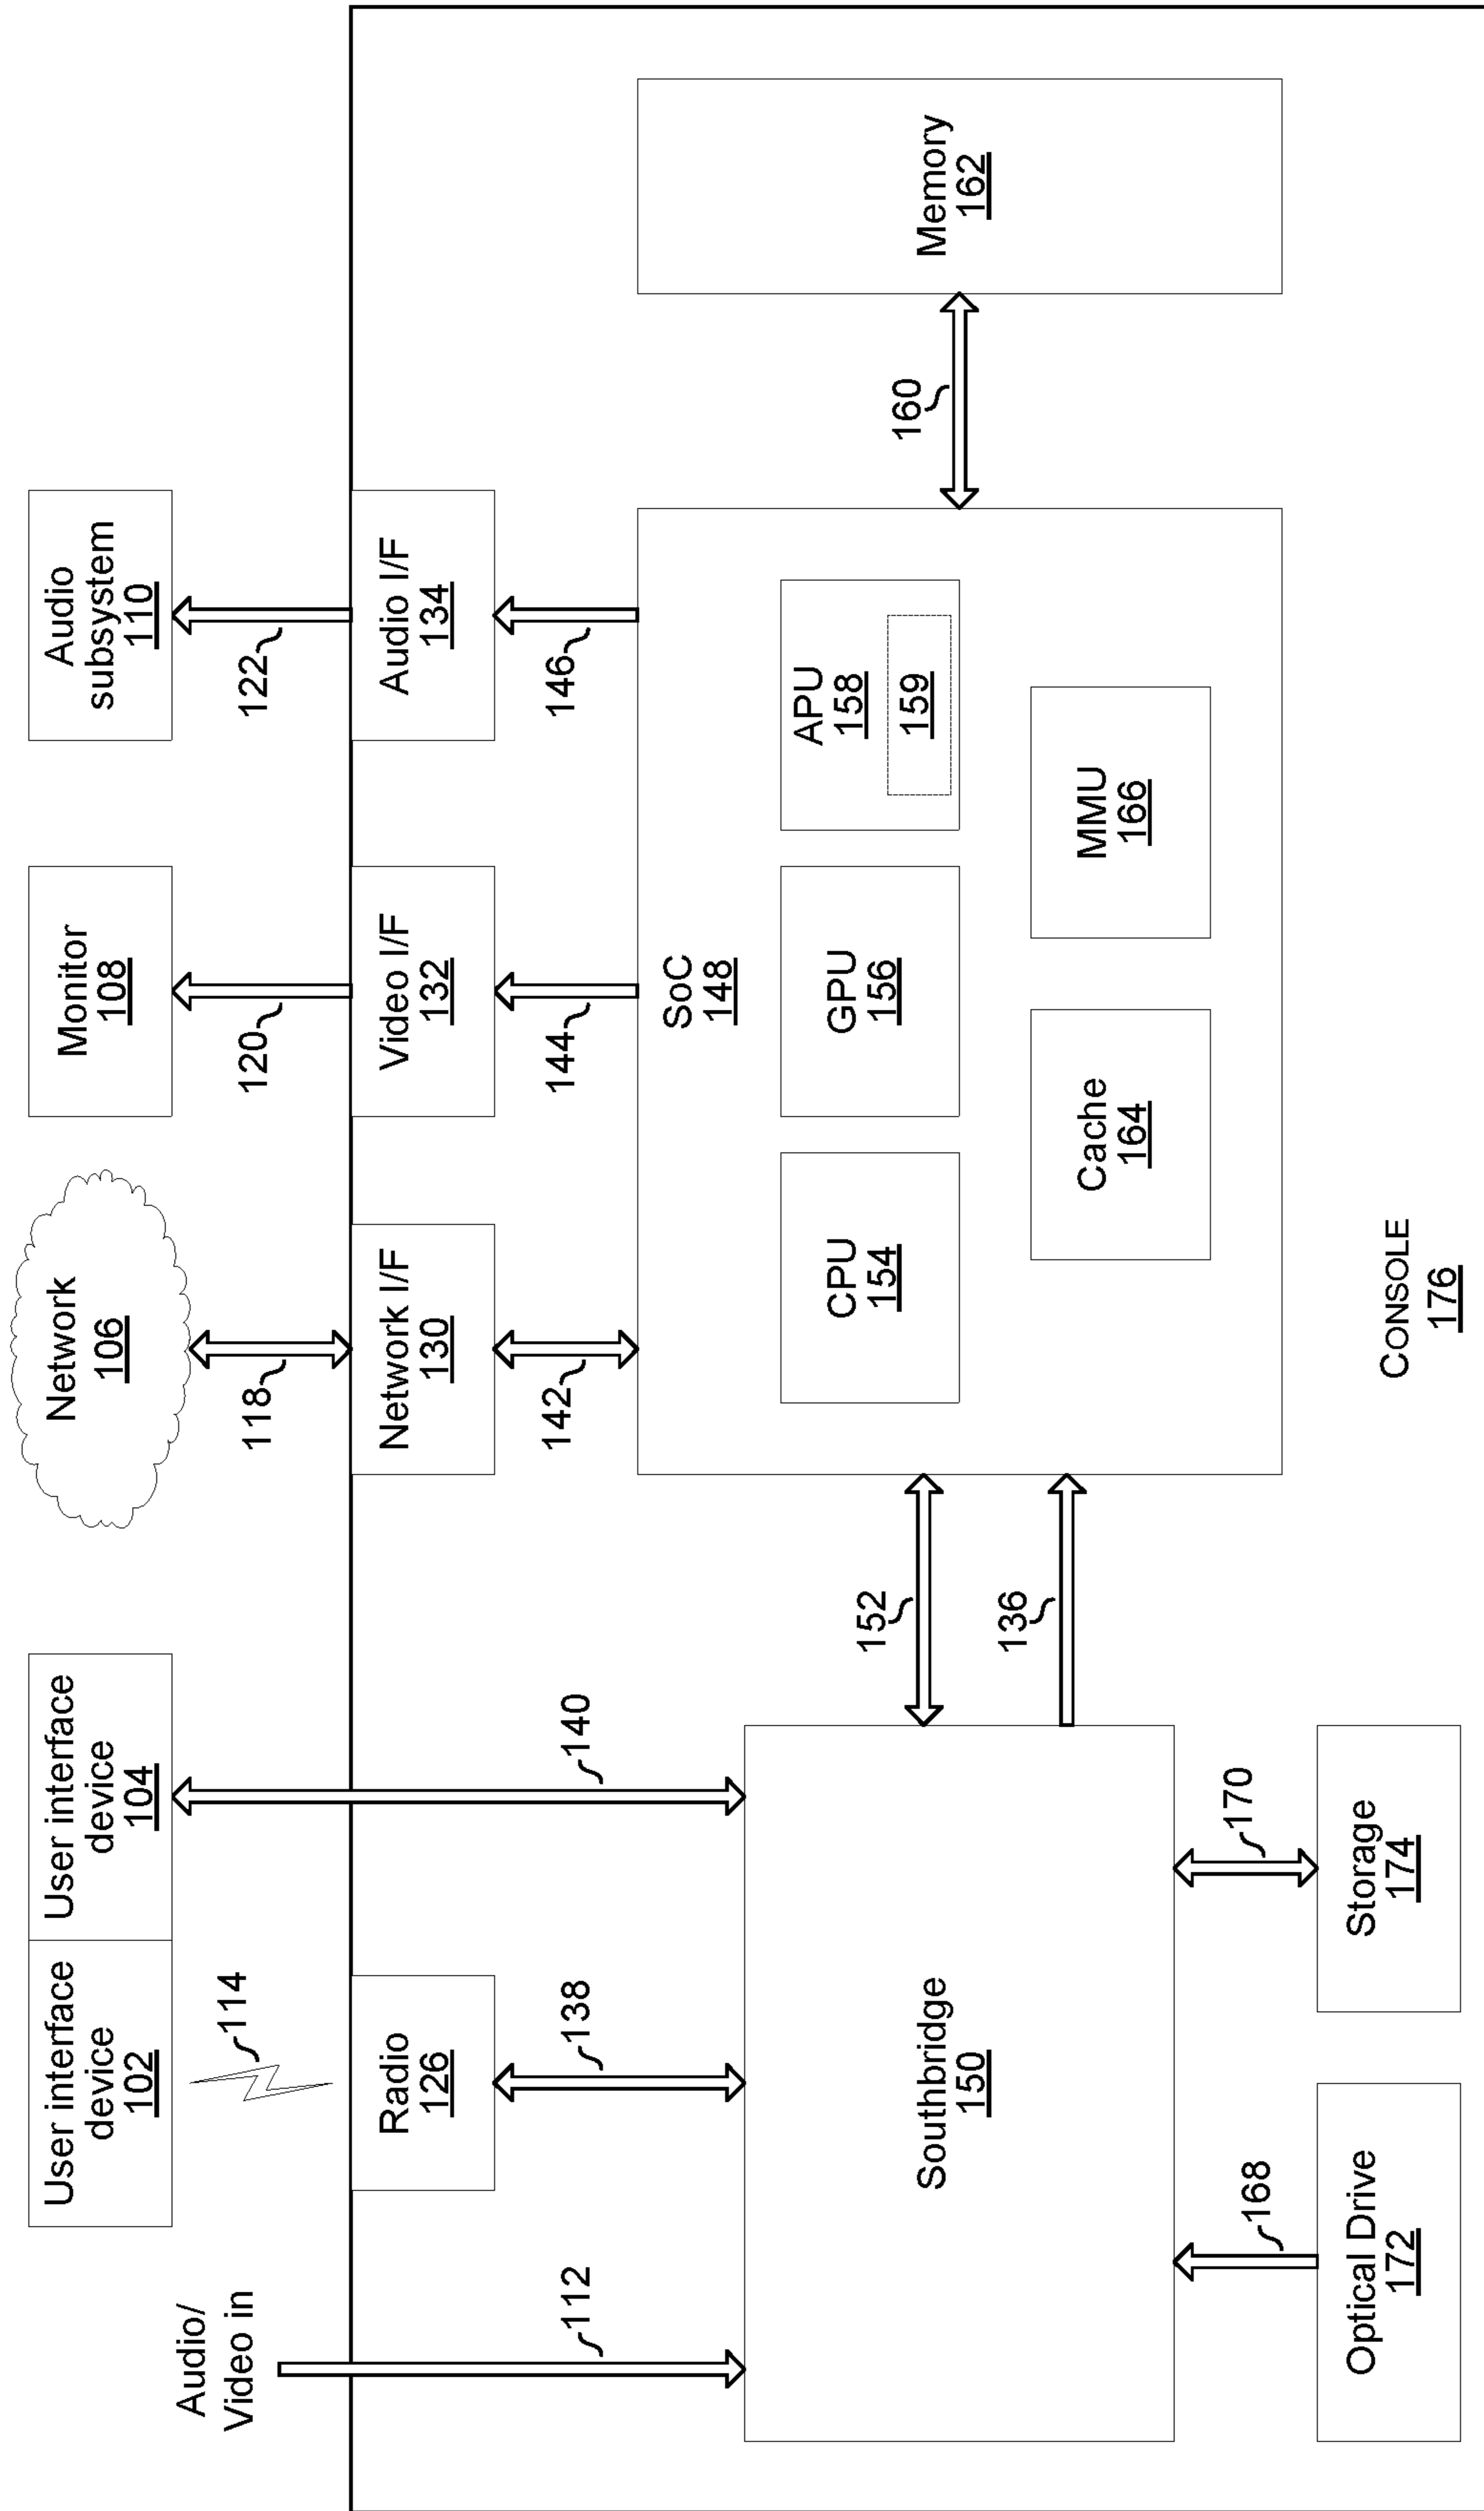 Audio/
Video in
User interface
device
102
User interface
device
104
Network
106
Monitor
108
Audio
subsystem
110
114
118
120
122
Radio
126
Network I/F
130
Video I/F
132
Audio I/F
134
112
138
140
142
144
146
Southbridge
150
152
136
SoC
148
CPU
154
GPU
156
APU
158
159
Cache
164
MMU
166
160
Memory
162
168
170
Optical Drive
172
Storage
174
CONSOLE
176